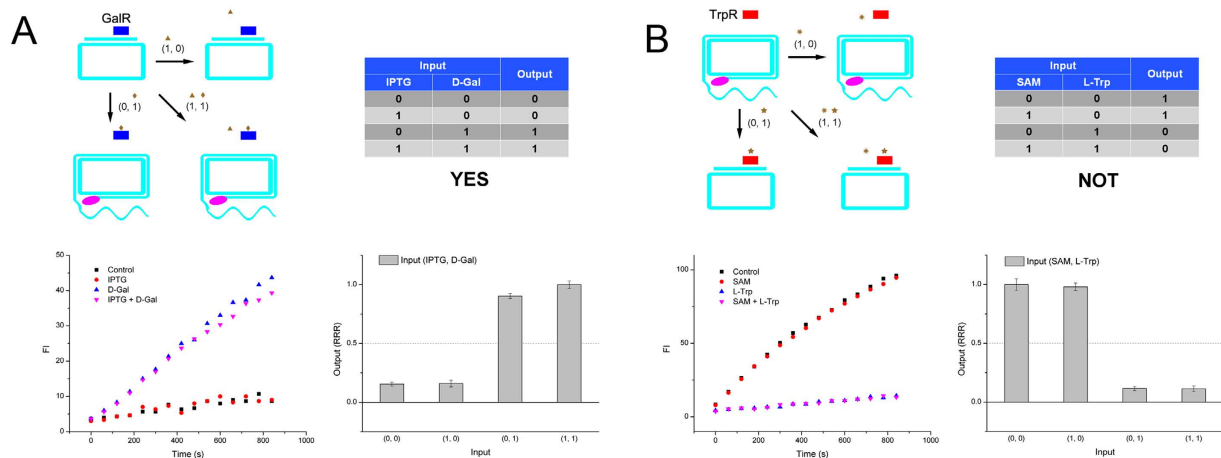 A
GalR
(1, 0)
(0, 1)
(1, 1)
Input Output
IPTG D-Gal
0 0 0
1 0 0
0 1 1
1 1 1
YES
50
40
30
20
10
0
FI
Control
IPTG
D-Gal
IPTG + D-Gal
0 200 400 600 800 1000
Time (s)
Input (IPTG, D-Gal)
1.0
0.5
0.0
Output (RRR)
(0, 0) (1, 0) (0, 1) (1, 1)
Input
B
TrpR
(1, 0)
(0, 1)
(1, 1)
Input Output
SAM L-Trp
0 0 1
1 0 1
0 1 0
1 1 0
NOT
100
50
0
FI
Control
SAM
L-Trp
SAM + L-Trp
0 200 400 600 800 1000
Time (s)
Input (SAM, L-Trp)
1.0
0.5
0.0
Output (RRR)
(0, 0) (1, 0) (0, 1) (1, 1)
Input